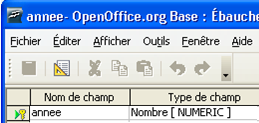 annee- OpenOffice.org Base : Ébauche
Fichier Éditer Afficher Outils Fenêtre Aide
Nom de champ Type de champ
annee Nombre [ NUMERIC ]